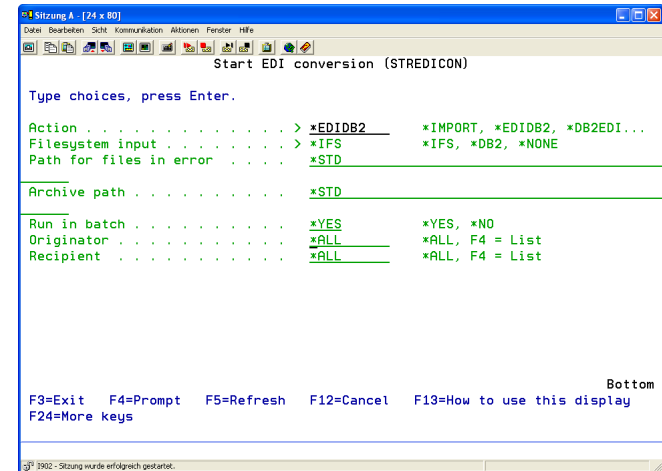 Sitzung A - [24 x 80]
Datei Bearbeiten Sicht Kommunikation Aktionen Fenster Hilfe
Start EDI conversion (STREDICON)
Type choices, press Enter.
Action . . . . . . . . . . . . . > *EDIDB2 *IMPORT, *EDIDB2, *DB2EDI...
Filesystem input . . . . . . . . > *IFS *IFS, *DB2, *NONE
Path for files in error . . . . *STD
Archive path . . . . . . . . . . *STD
Run in batch . . . . . . . . . . *YES *YES, *NO
Originator . . . . . . . . . . . *ALL *ALL, F4 = List
Recipient . . . . . . . . . . . *ALL *ALL, F4 = List
Bottom
F3=Exit F4=Prompt F5=Refresh F12=Cancel F13=How to use this display
F24=More keys
I902 - Sitzung wurde erfolgreich gestartet.